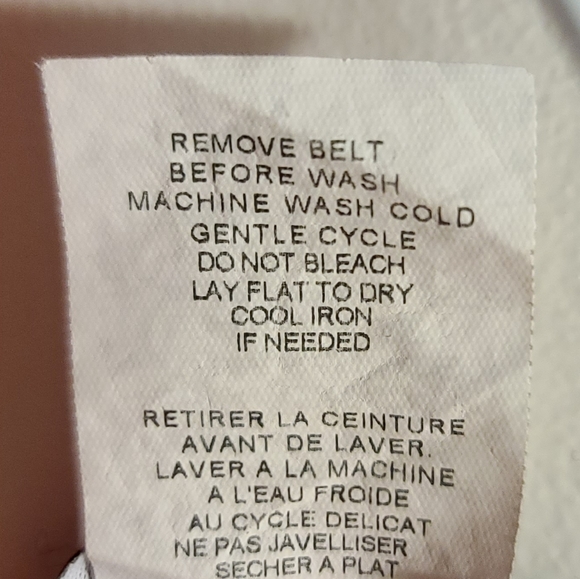 REMOVE BELT
BEFORE WASH
MACHINE WASH COLD
GENTLE CYCLE
DO NOT BLEACH
LAY FLAT TO DRY
COOL IRON
IF NEEDED
RETIRER LA CEINTURE
AVANT DE LAVER.
LAVER A LA MACHINE
A L'EAU FROIDE
AU CYCLE DELICAT
NE PAS JAVELLISER
SECHER A PLAT